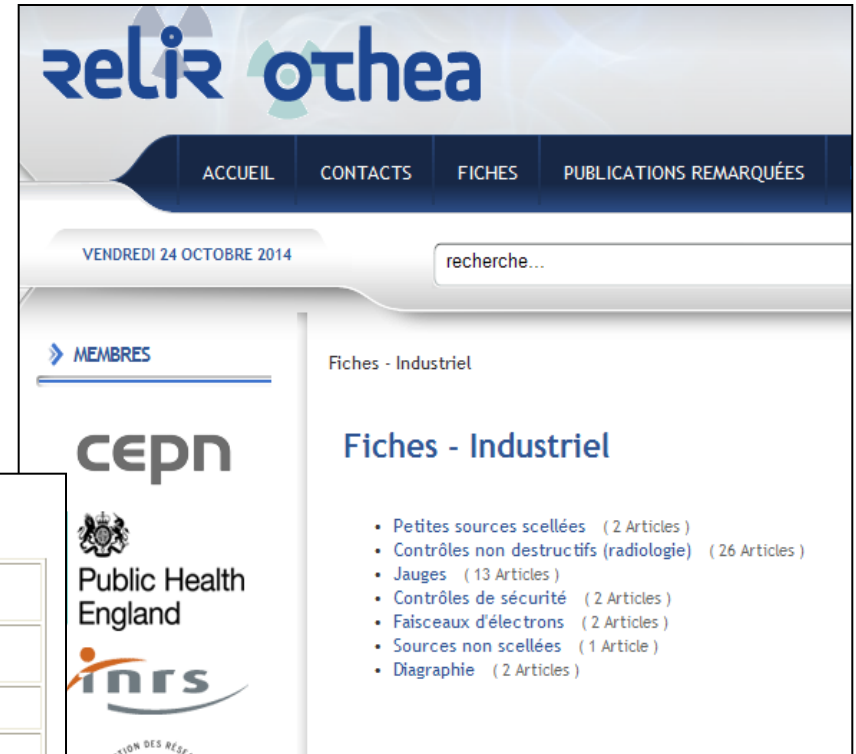 relir othea
ACCUEIL CONTACTS FICHES PUBLICATIONS REMARQUÉES
VENDREDI 24 OCTOBRE 2014
recherche...
MEMBRES
cepn
Public Health
England
inrs
Fiches - Industriel
Fiches - Industriel
• Petites sources scellées ( 2 Articles )
• Contrôles non destructifs (radiologie) ( 26 Articles )
• Jauges ( 13 Articles )
• Contrôles de sécurité ( 2 Articles )
• Faisceaux d'électrons ( 2 Articles )
• Sources non scellées ( 1 Article )
• Diagraphie ( 2 Articles )